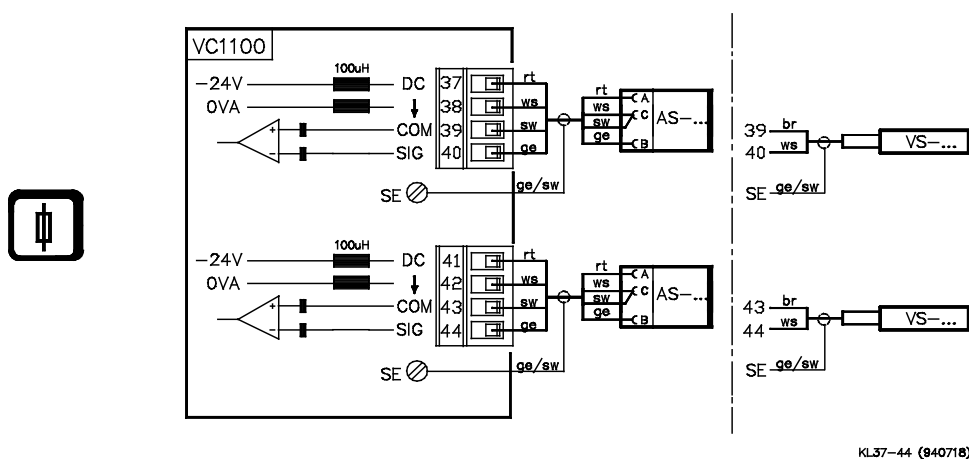 VC1100
100uH
-24V DC 37 rt
0VA 38 ws
+ COM 39 sw
- SIG 40 ge
SE ge/sw
rt A
ws C
sw
ge B
AS-...
39 br
40 ws
VS-...
SE ge/sw
100uH
-24V DC 41 rt
0VA 42 ws
+ COM 43 sw
- SIG 44 ge
SE ge/sw
rt A
ws C
sw
ge B
AS-...
43 br
44 ws
VS-...
SE ge/sw
KL37-44 (940718)